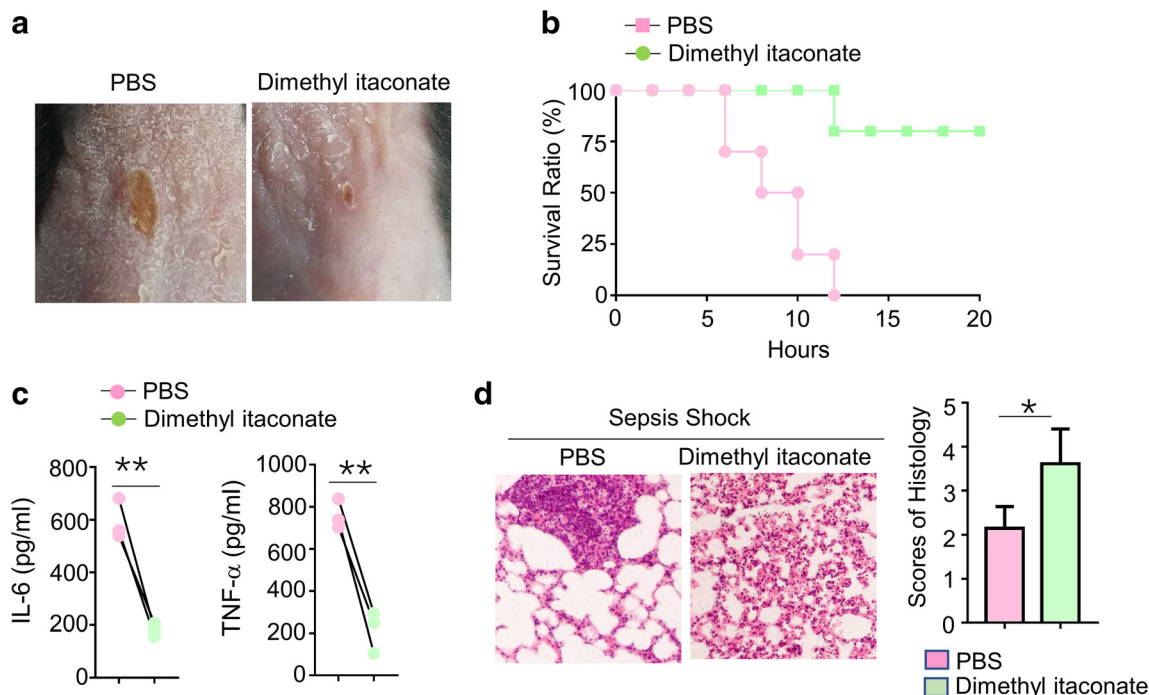 a
PBS
Dimethyl itaconate
b
PBS
Dimethyl itaconate
Survival Ratio (%)
100
75
50
25
0
0 5 10 15 20
Hours
c
PBS
Dimethyl itaconate
IL-6 (pg/ml)
800
600
400
200
0
**
TNF-α (pg/ml)
1000
800
600
400
200
0
**
d
Sepsis Shock
PBS
Dimethyl itaconate
Scores of Histology
5
4
3
2
1
0
*
PBS
Dimethyl itaconate